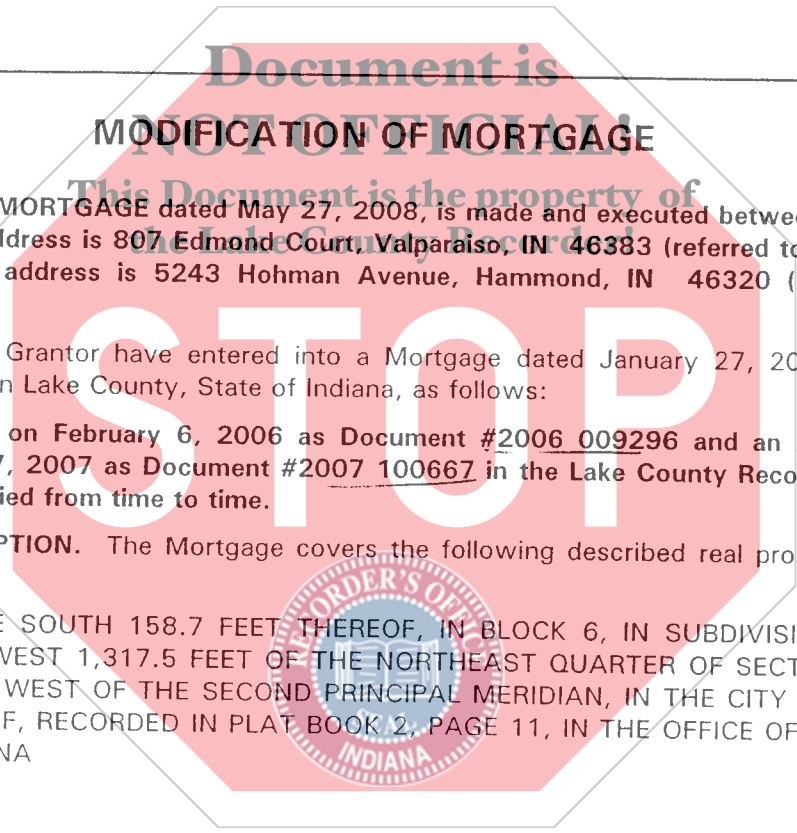 Document is
MODIFICATION OF MORTGAGE
NOT OFFICIAL!
This Document is the property of
MORTGAGE dated May 27, 2008, is made and executed betwee
ddress is 807 Edmond Court, Valparaiso, IN 46383 (referred to
the Lake County Recorder!
address is 5243 Hohman Avenue, Hammond, IN 46320 (
STOP
Grantor have entered into a Mortgage dated January 27, 20
n Lake County, State of Indiana, as follows:
on February 6, 2006 as Document #2006 009296 and an
7, 2007 as Document #2007 100667 in the Lake County Reco
ied from time to time.
PTION. The Mortgage covers the following described real pro
RECORDER'S OFFICE
E SOUTH 158.7 FEET THEREOF, IN BLOCK 6, IN SUBDIVISI
WEST 1,317.5 FEET OF THE NORTHEAST QUARTER OF SECT
WEST OF THE SECOND PRINCIPAL MERIDIAN, IN THE CITY
F, RECORDED IN PLAT BOOK 2, PAGE 11, IN THE OFFICE OF
SEAL
NA
INDIANA